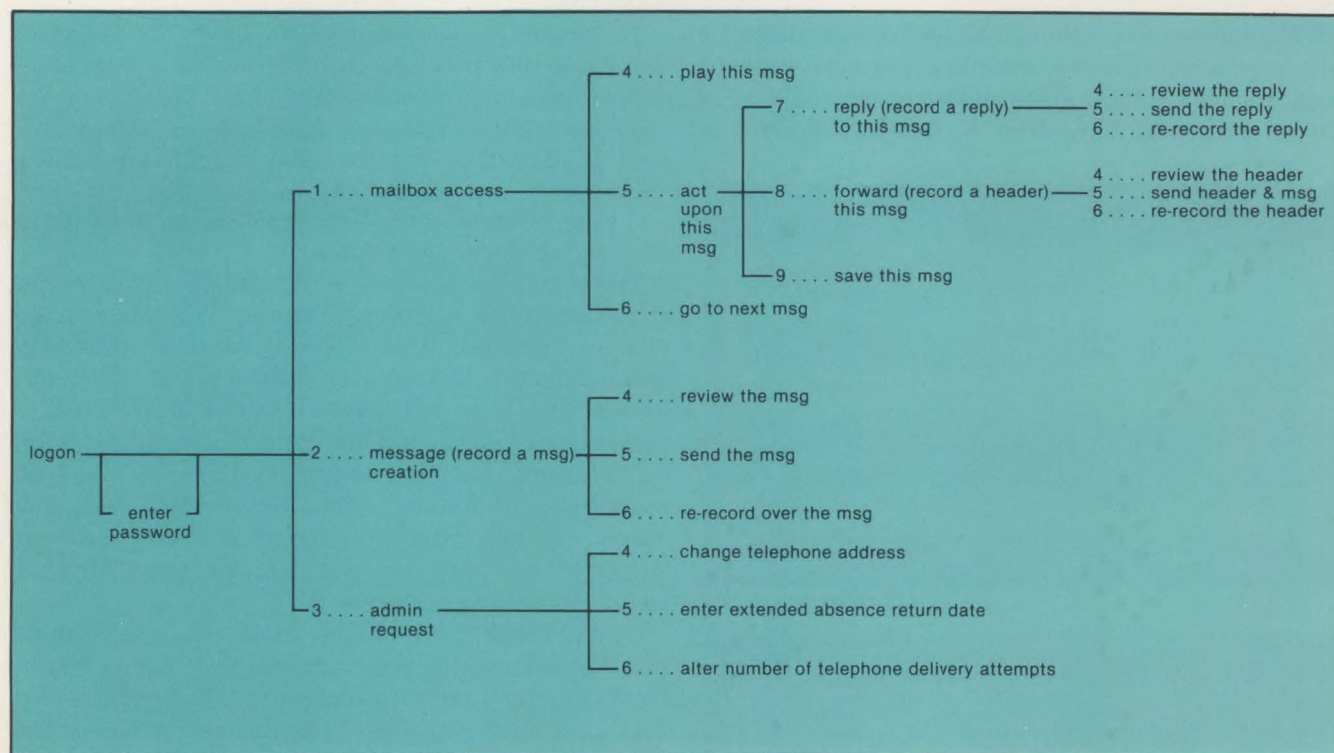 4 . . . . play this msg
7 . . . . reply (record a reply)
to this msg
4 . . . . review the reply
5 . . . . send the reply
6 . . . . re-record the reply
1 . . . . mailbox access
5 . . . . act
upon
this
msg
8 . . . . forward (record a header)
this msg
4 . . . . review the header
5 . . . . send header & msg
6 . . . . re-record the header
9 . . . . save this msg
6 . . . . go to next msg
logon
enter
password
2 . . . . message (record a msg)
creation
4 . . . . review the msg
5 . . . . send the msg
6 . . . . re-record over the msg
3 . . . . admin
request
4 . . . . change telephone address
5 . . . . enter extended absence return date
6 . . . . alter number of telephone delivery attempts